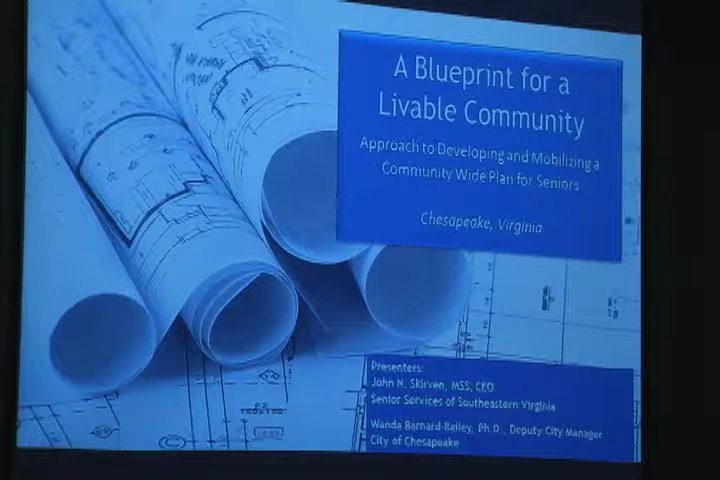 A Blueprint for a
Livable Community
Approach to Developing and Mobilizing a
Community Wide Plan for Seniors
Chesapeake, Virginia
Presenters:
John N. Skirven, MSS, CEO
Senior Services of Southeastern Virginia
Wanda Barnard-Bailey, Ph.D., Deputy City Manager
City of Chesapeake